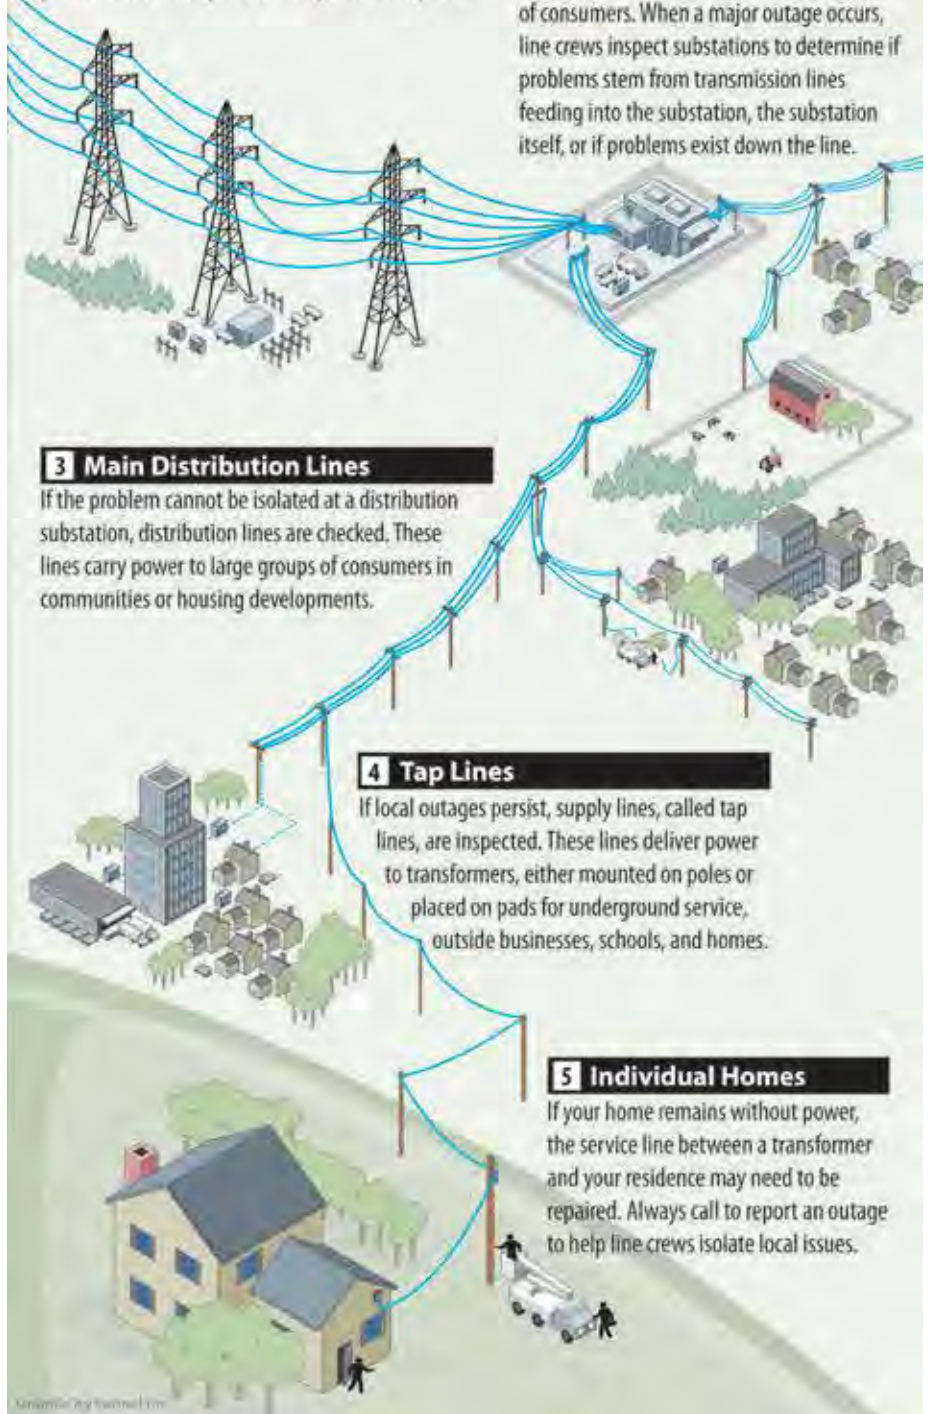 of consumers. When a major outage occurs,
line crews inspect substations to determine if
problems stem from transmission lines
feeding into the substation, the substation
itself, or if problems exist down the line.
3 Main Distribution Lines
If the problem cannot be isolated at a distribution
substation, distribution lines are checked. These
lines carry power to large groups of consumers in
communities or housing developments.
4 Tap Lines
If local outages persist, supply lines, called tap
lines, are inspected. These lines deliver power
to transformers, either mounted on poles or
placed on pads for underground service,
outside businesses, schools, and homes.
5 Individual Homes
If your home remains without power,
the service line between a transformer
and your residence may need to be
repaired. Always call to report an outage
to help line crews isolate local issues.